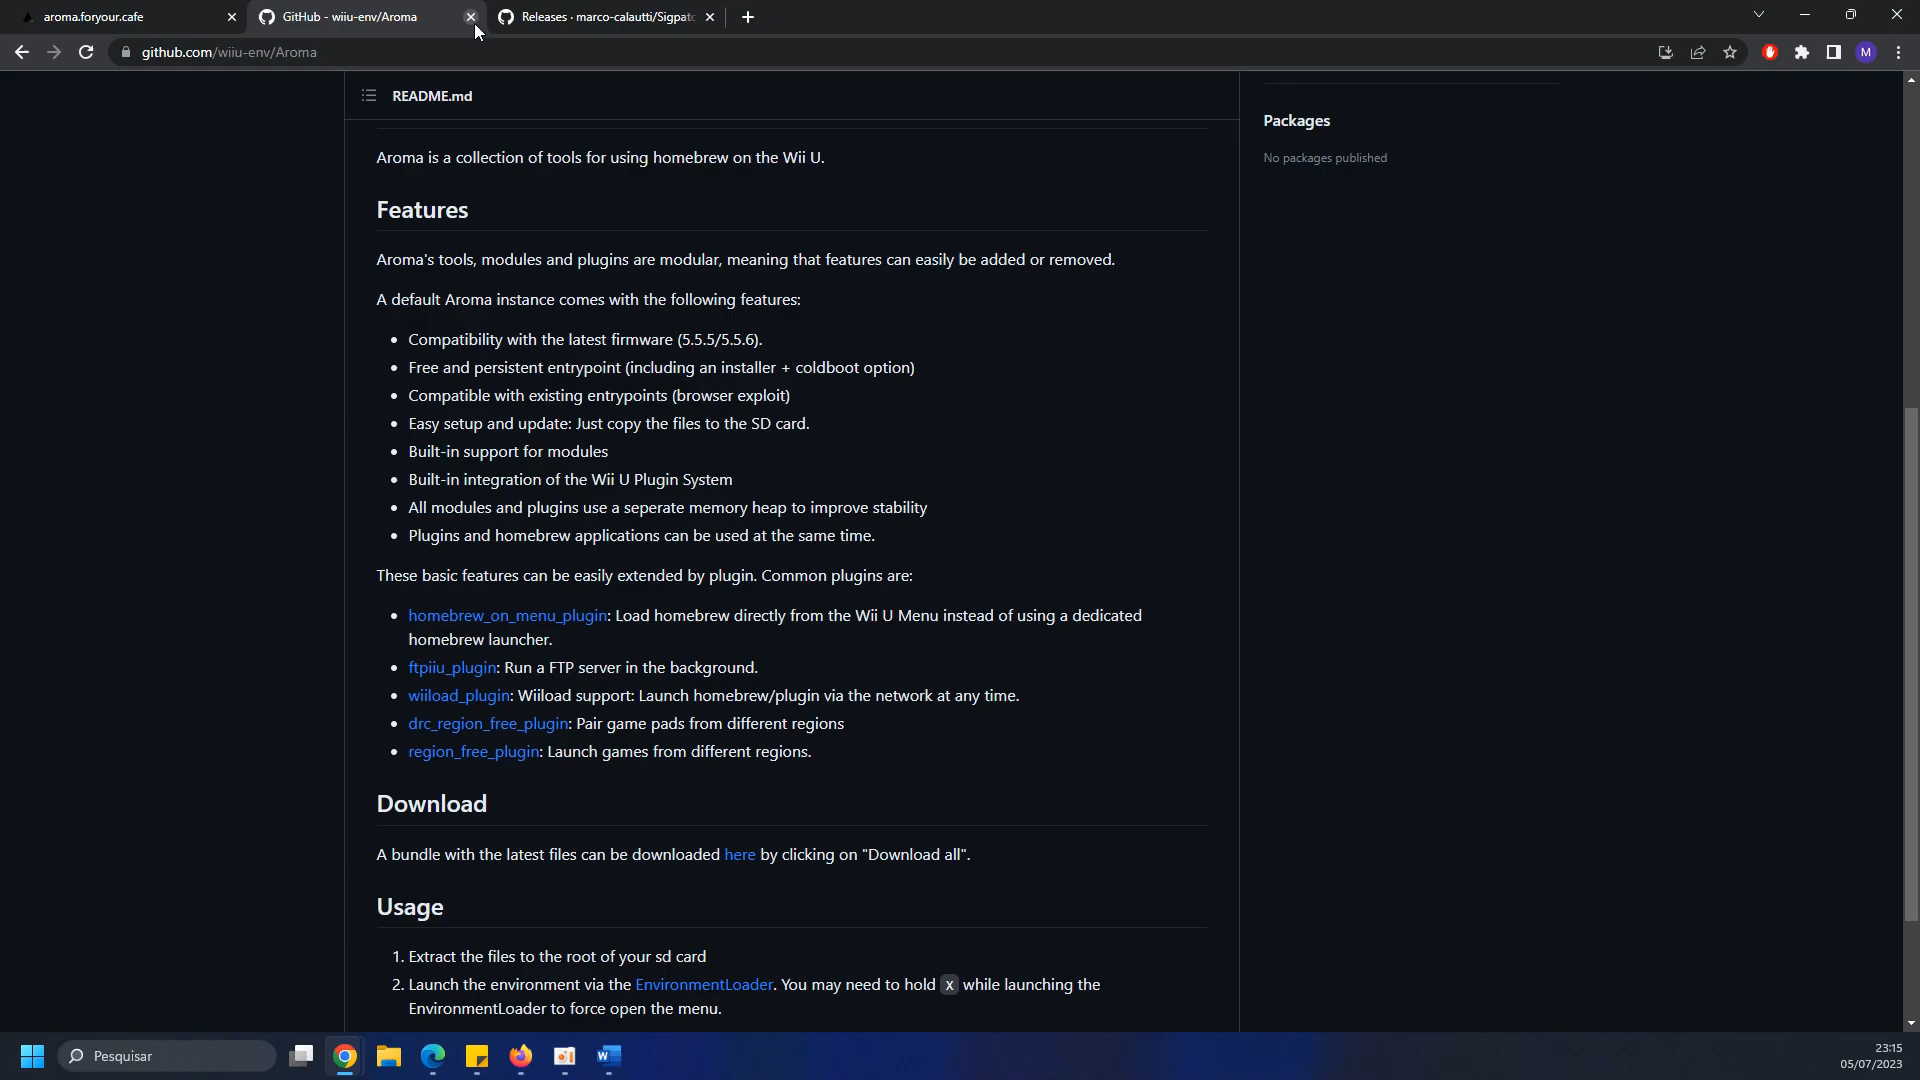 aroma.foryour.cafe
GitHub - wiiu-env/Aroma
Releases · marco-calautti/Sigpatc
github.com/wiiu-env/Aroma
M
README.md
Aroma is a collection of tools for using homebrew on the Wii U.
Features
Aroma's tools, modules and plugins are modular, meaning that features can easily be added or removed.
A default Aroma instance comes with the following features:
• Compatibility with the latest firmware (5.5.5/5.5.6).
• Free and persistent entrypoint (including an installer + coldboot option)
• Compatible with existing entrypoints (browser exploit)
• Easy setup and update: Just copy the files to the SD card.
• Built-in support for modules
• Built-in integration of the Wii U Plugin System
• All modules and plugins use a seperate memory heap to improve stability
• Plugins and homebrew applications can be used at the same time.
These basic features can be easily extended by plugin. Common plugins are:
• homebrew_on_menu_plugin: Load homebrew directly from the Wii U Menu instead of using a dedicated
homebrew launcher.
• ftpiiu_plugin: Run a FTP server in the background.
• wiiload_plugin: Wiiload support: Launch homebrew/plugin via the network at any time.
• drc_region_free_plugin: Pair game pads from different regions
• region_free_plugin: Launch games from different regions.
Download
A bundle with the latest files can be downloaded here by clicking on "Download all".
Usage
1. Extract the files to the root of your sd card
2. Launch the environment via the EnvironmentLoader. You may need to hold X while launching the
EnvironmentLoader to force open the menu.
Packages
No packages published
Pesquisar
23:15
05/07/2023